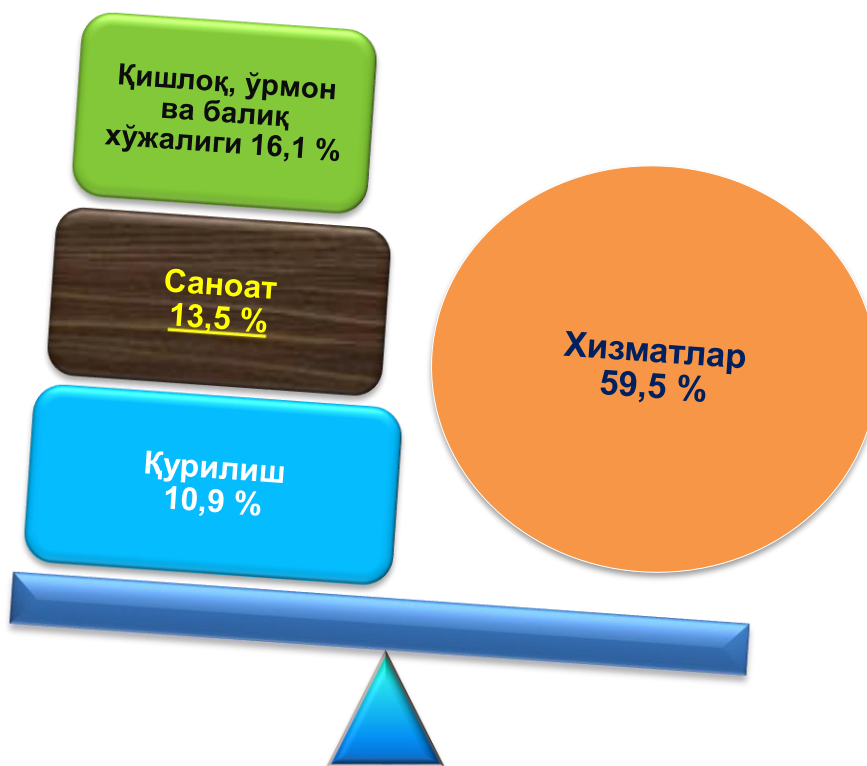 Қишлоқ, ўрмон
ва балиқ
хўжалиги 16,1 %
Саноат
13,5 %
Қурилиш
10,9 %
Хизматлар
59,5 %